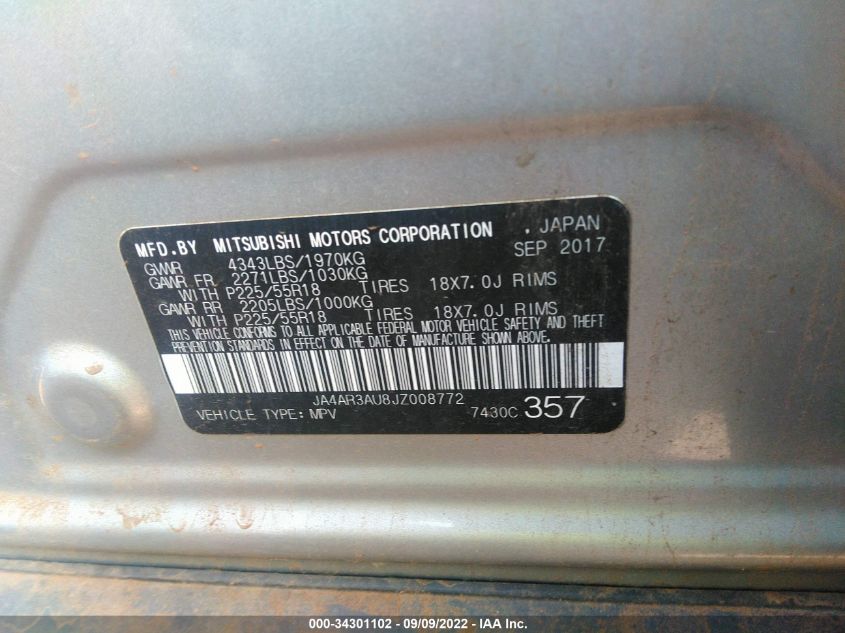 MFD.BY MITSUBISHI MOTORS CORPORATION . JAPAN
GVWR 4343LBS/1970KG SEP 2017
GAWR FR 2271LBS/1030KG
WITH P225/55R18 TIRES 18X7.0J RIMS
GAWR RR 2205LBS/1000KG
WITH P225/55R18 TIRES 18X7.0J RIMS
THIS VEHICLE CONFORMS TO ALL APPLICABLE FEDERAL MOTOR VEHICLE SAFETY AND THEFT
PREVENTION STANDARDS IN EFFECT ON THE DATE OF MANUFACTURE SHOWN ABOVE.
JA4AR3AU8JZ008772
VEHICLE TYPE: MPV 7430C 357
000-34301102 - 09/09/2022 - IAA Inc.